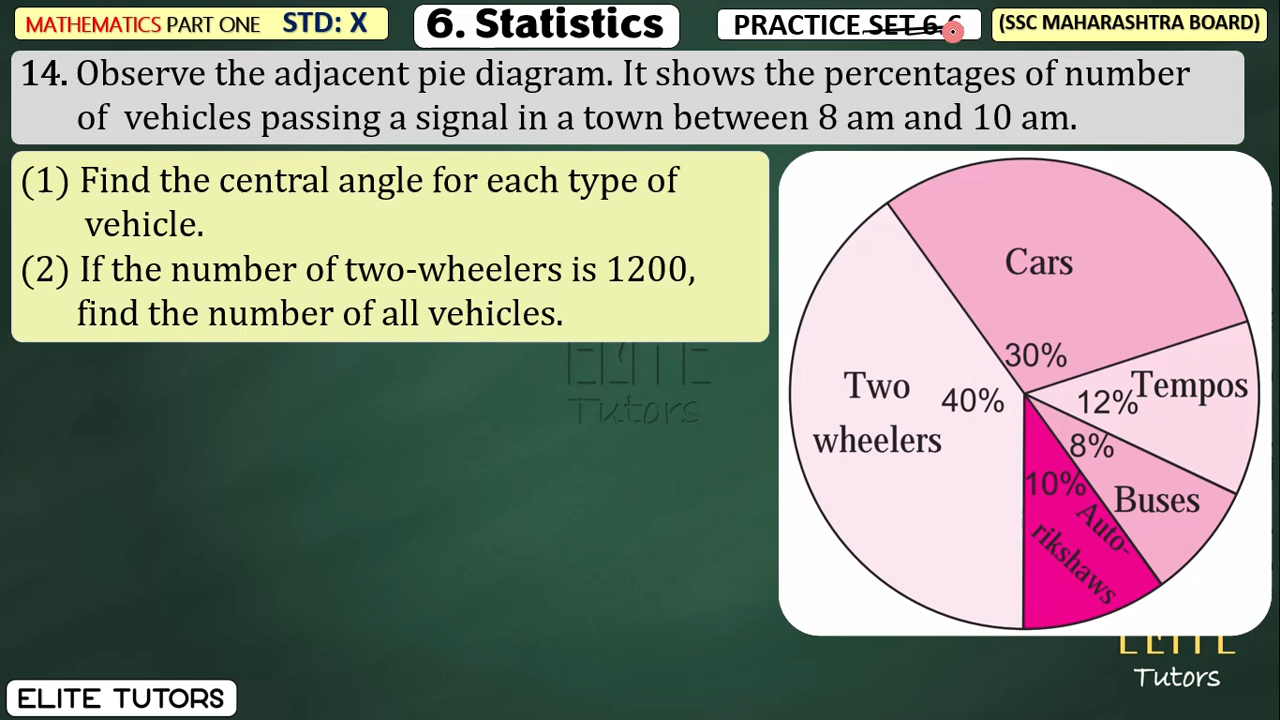 MATHEMATICS PART ONE STD: X
6. Statistics
PRACTICE SET 6.6
(SSC MAHARASHTRA BOARD)
14. Observe the adjacent pie diagram. It shows the percentages of number
of vehicles passing a signal in a town between 8 am and 10 am.
(1) Find the central angle for each type of
vehicle.
(2) If the number of two-wheelers is 1200,
find the number of all vehicles.
Cars
30%
Two
wheelers
40%
Tempos
12%
8%
Buses
10%
Auto-
rikshaws
ELITE
Tutors
ELITE
Tutors
ELITE TUTORS